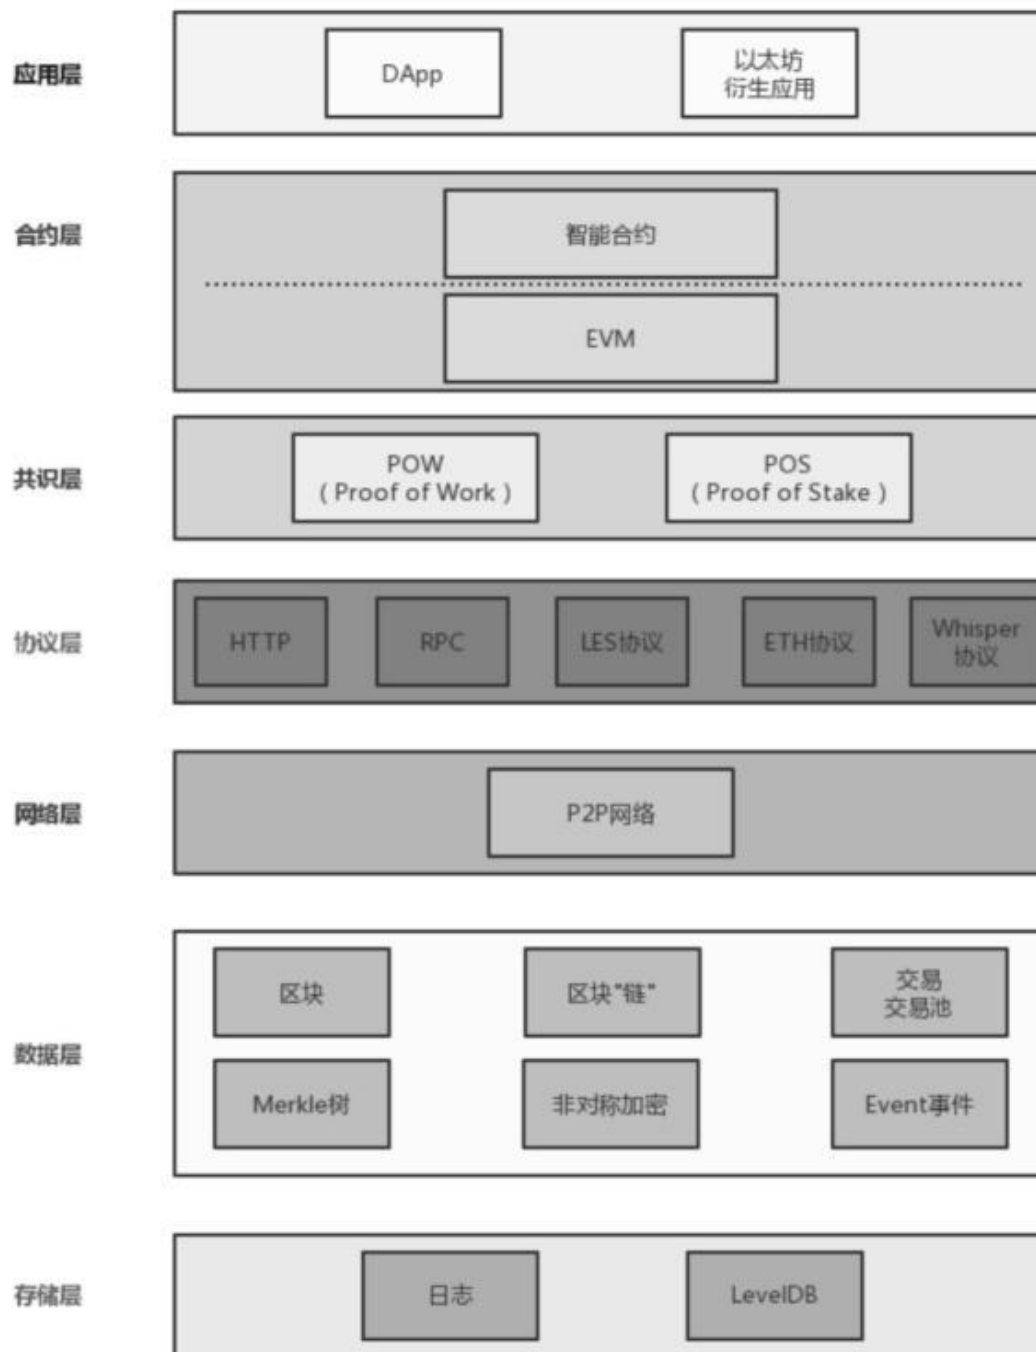 应用层
DApp
以太坊
衍生应用
合约层
智能合约
EVM
共识层
POW
( Proof of Work )
POS
( Proof of Stake )
协议层
HTTP
RPC
LES协议
ETH协议
Whisper
协议
网络层
P2P网络
数据层
区块
区块"链"
交易
交易池
Merkle树
非对称加密
Event事件
存储层
日志
LevelDB